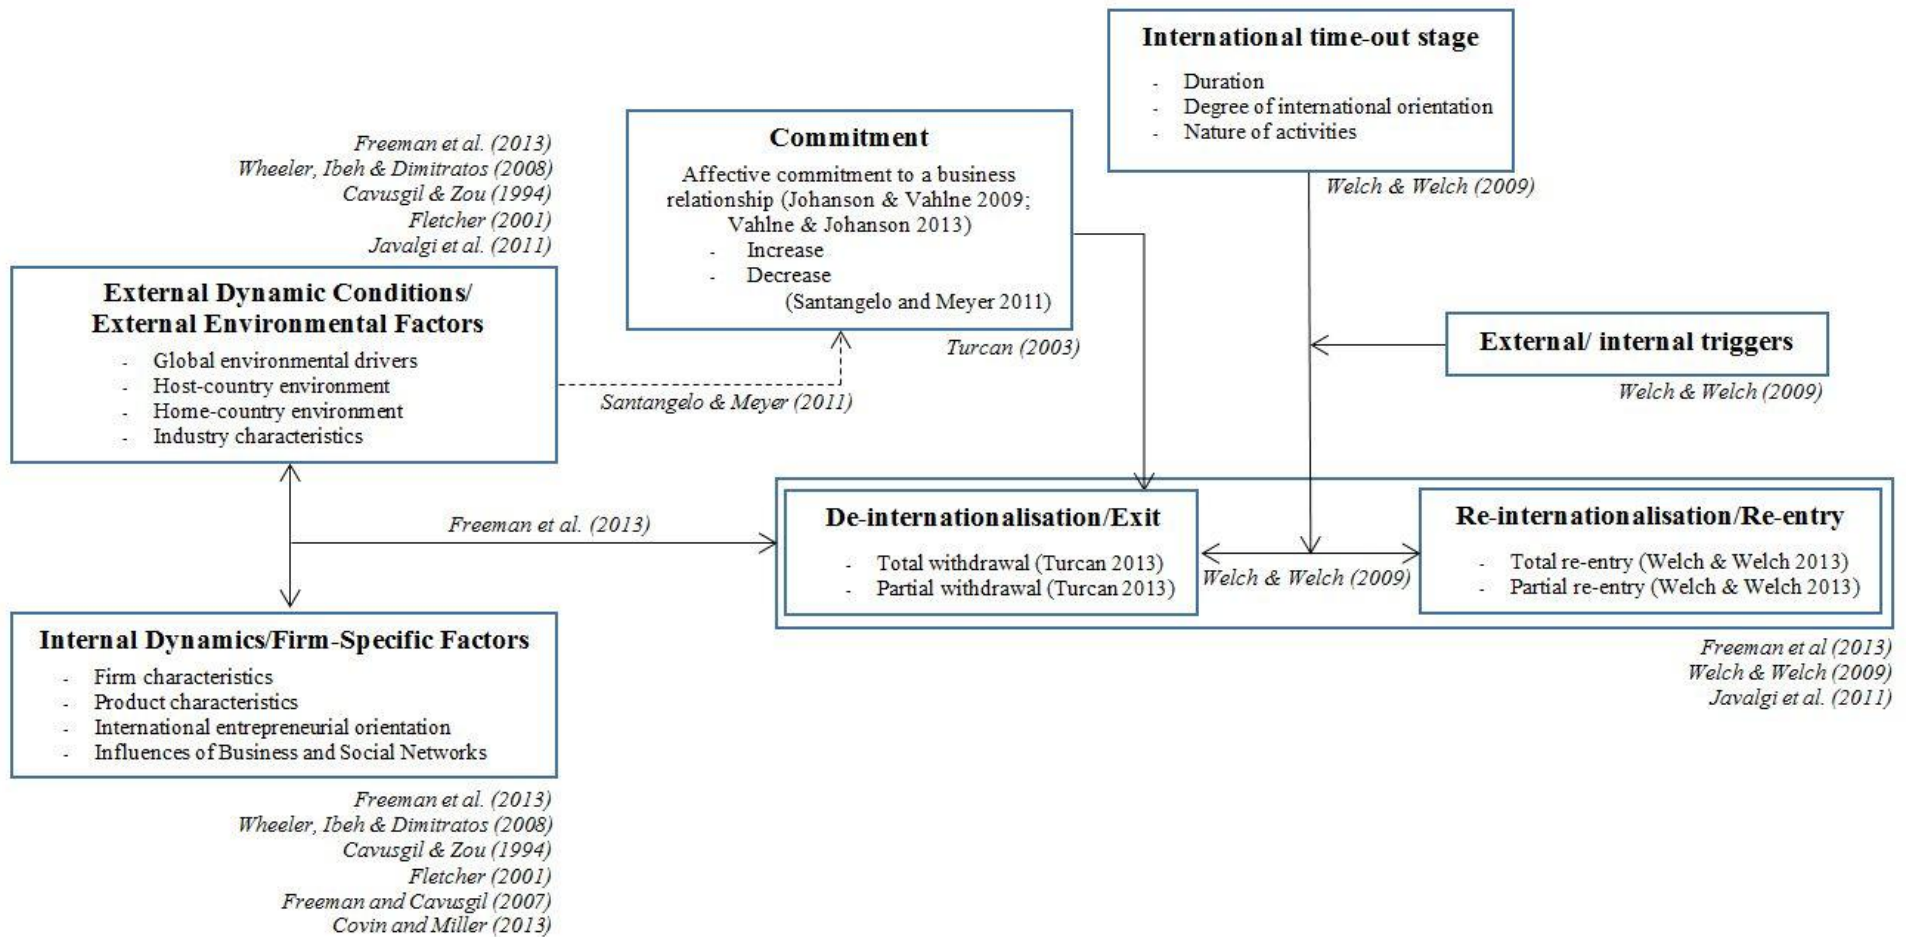 International time-out stage
- Duration
- Degree of international orientation
- Nature of activities
Welch & Welch (2009)
Commitment
Affective commitment to a business
relationship (Johanson & Vahlne 2009;
Vahlne & Johanson 2013)
- Increase
- Decrease
(Santangelo and Meyer 2011)
Turcan (2003)
Freeman et al. (2013)
Wheeler, Ibeh & Dimitratos (2008)
Cavusgil & Zou (1994)
Fletcher (2001)
Javalgi et al. (2011)
External Dynamic Conditions/
External Environmental Factors
- Global environmental drivers
- Host-country environment
- Home-country environment
- Industry characteristics
Santangelo & Meyer (2011)
External/ internal triggers
Welch & Welch (2009)
Freeman et al. (2013)
De-internationalisation/Exit
- Total withdrawal (Turcan 2013)
- Partial withdrawal (Turcan 2013)
Welch & Welch (2009)
Re-internationalisation/Re-entry
- Total re-entry (Welch & Welch 2013)
- Partial re-entry (Welch & Welch 2013)
Freeman et al (2013)
Welch & Welch (2009)
Javalgi et al. (2011)
Internal Dynamics/Firm-Specific Factors
- Firm characteristics
- Product characteristics
- International entrepreneurial orientation
- Influences of Business and Social Networks
Freeman et al. (2013)
Wheeler, Ibeh & Dimitratos (2008)
Cavusgil & Zou (1994)
Fletcher (2001)
Freeman and Cavusgil (2007)
Covin and Miller (2013)